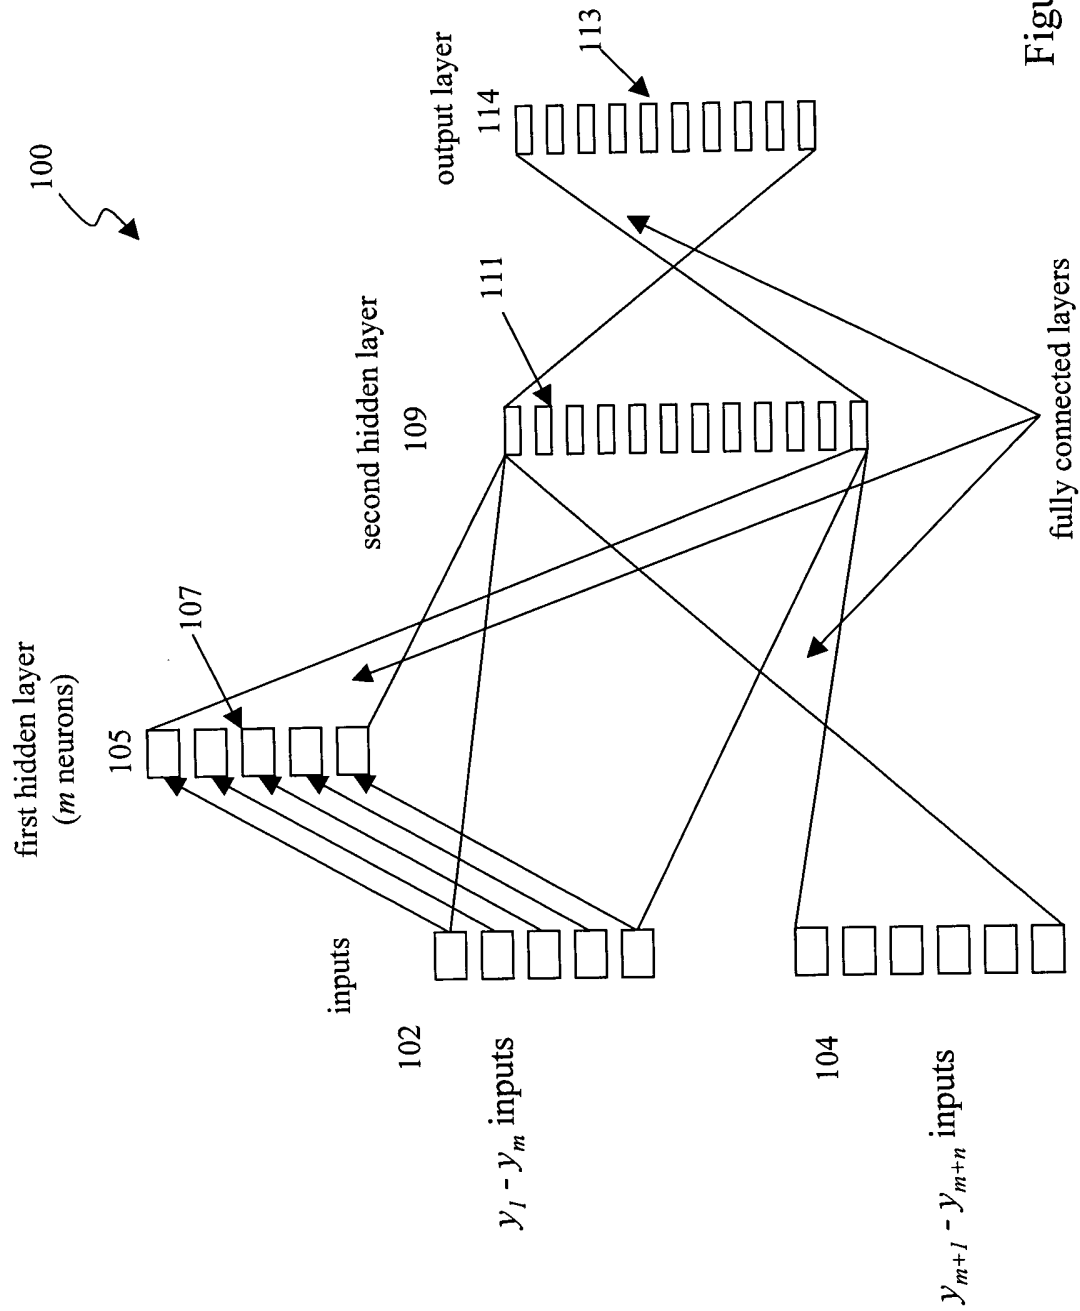 100
first hidden layer
(m neurons)
105
107
second hidden layer
109
111
output layer
114
113
inputs
102
y1 - ym inputs
104
ym+1 - ym+n inputs
fully connected layers